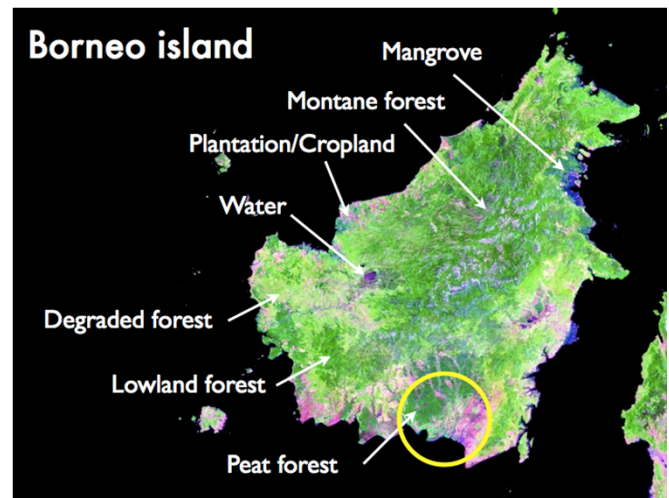 Borneo island
Mangrove
Montane forest
Plantation/Cropland
Water
Degraded forest
Lowland forest
Peat forest